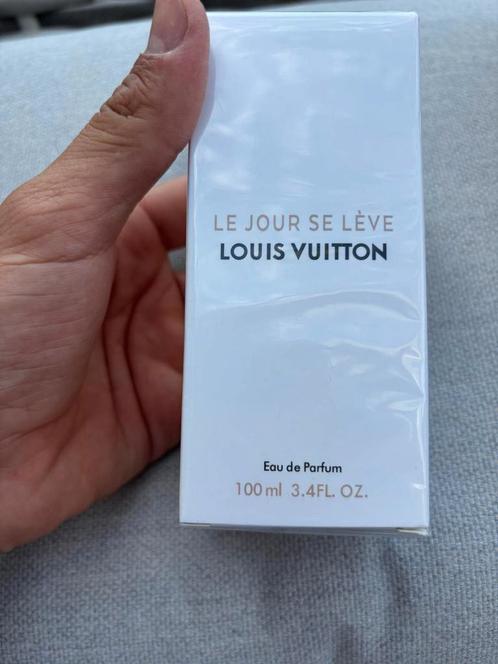 LE JOUR SE LÈVE
LOUIS VUITTON
Eau de Parfum
100 ml 3.4FL. OZ.